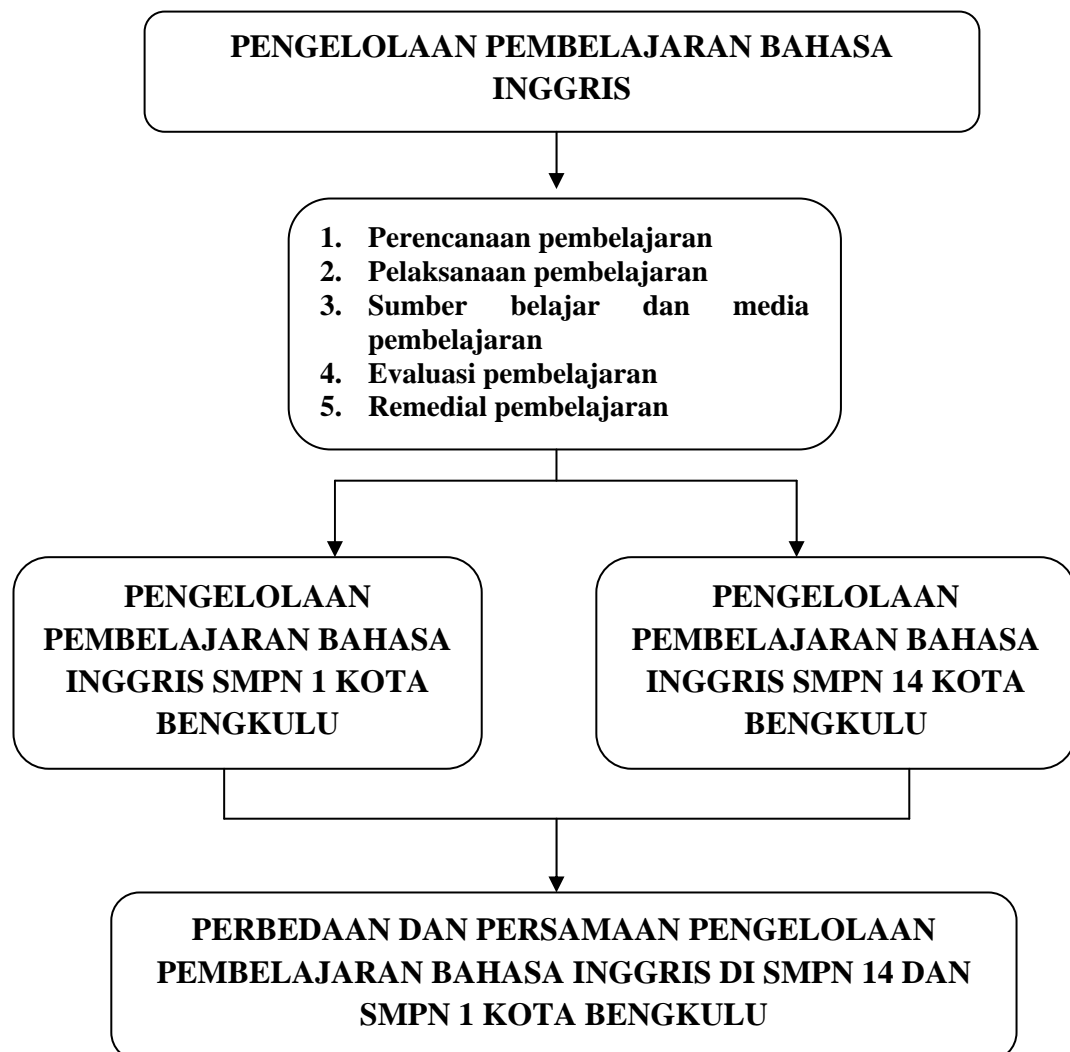 PENGELOLAAN PEMBELAJARAN BAHASA
INGGRIS
1. Perencanaan pembelajaran
2. Pelaksanaan pembelajaran
3. Sumber belajar dan media
pembelajaran
4. Evaluasi pembelajaran
5. Remedial pembelajaran
PENGELOLAAN
PEMBELAJARAN BAHASA
INGGRIS SMPN 1 KOTA
BENGKULU
PENGELOLAAN
PEMBELAJARAN BAHASA
INGGRIS SMPN 14 KOTA
BENGKULU
PERBEDAAN DAN PERSAMAAN PENGELOLAAN
PEMBELAJARAN BAHASA INGGRIS DI SMPN 14 DAN
SMPN 1 KOTA BENGKULU